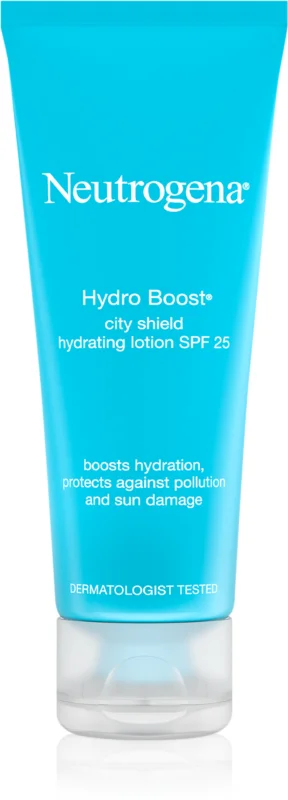 Neutrogena®
Hydro Boost®
city shield
hydrating lotion SPF 25
boosts hydration,
protects against pollution
and sun damage
DERMATOLOGIST TESTED